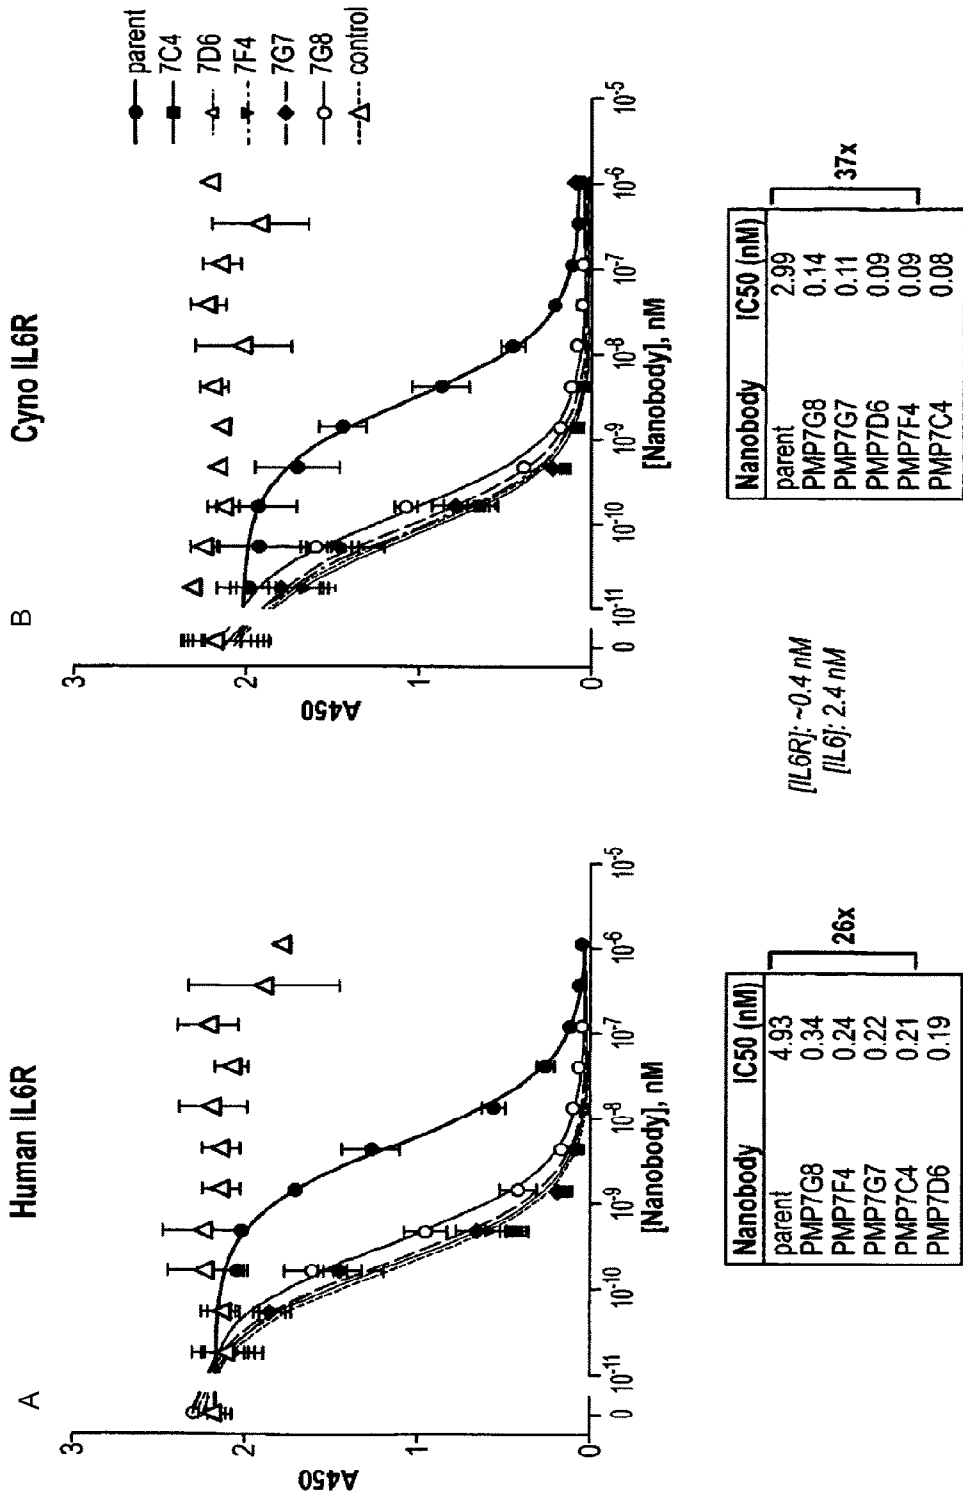 A
Human IL6R
3
2
1
0
A450
0
10-11
10-10
10-9
10-8
10-7
10-6
10-5
[Nanobody], nM
Nanobody IC50 (nM)
parent 4.93
PMP7G8 0.34
PMP7F4 0.24
PMP7G7 0.22
PMP7C4 0.21
PMP7D6 0.19
26x
[IL6R]: ~0.4 nM
[IL6]: 2.4 nM
B
Cyno IL6R
3
2
1
0
A450
0
10-11
10-10
10-9
10-8
10-7
10-6
10-5
[Nanobody], nM
parent
7C4
7D6
7F4
7G7
7G8
control
Nanobody IC50 (nM)
parent 2.99
PMP7G8 0.14
PMP7G7 0.11
PMP7D6 0.09
PMP7F4 0.09
PMP7C4 0.08
37x